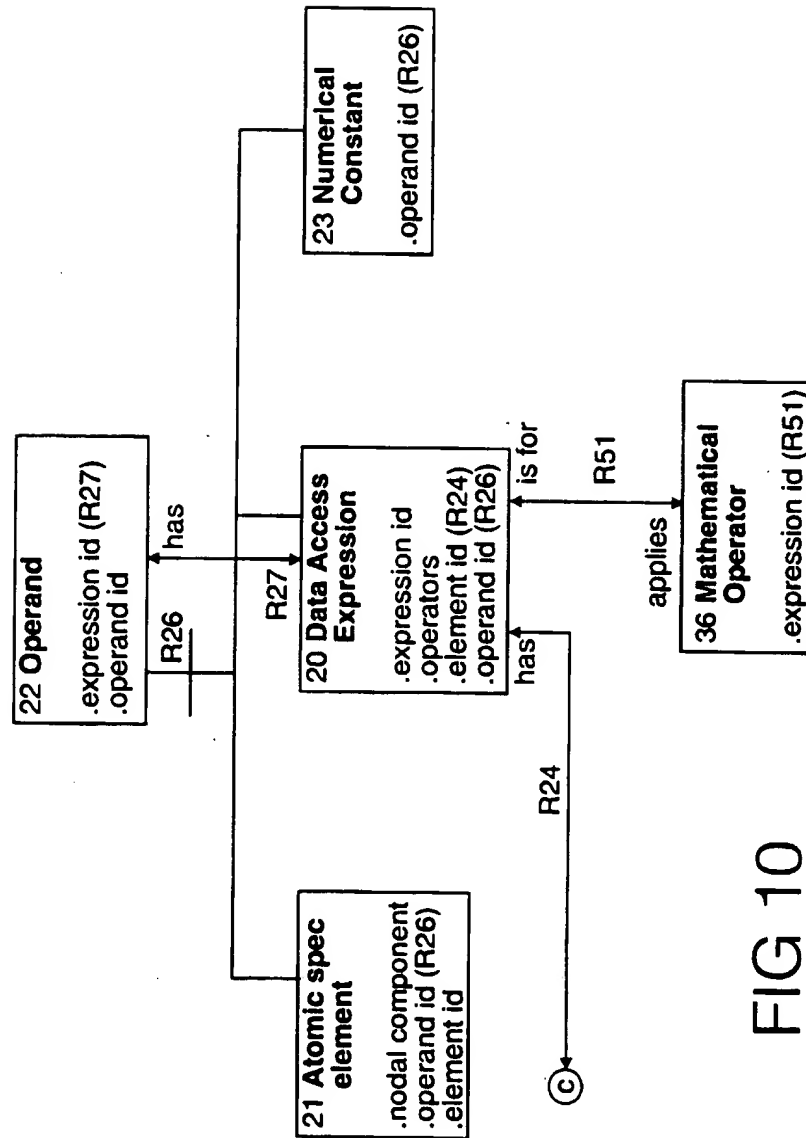 22 Operand
.expression id (R27)
.operand id
R26
has
R27
21 Atomic spec
element
.nodal component
.operand id (R26)
.element id
20 Data Access
Expression
.expression id
.operators
.element id (R24)
.operand id (R26)
23 Numerical
Constant
.operand id (R26)
has
is for
R24
R51
c
applies
36 Mathematical
Operator
.expression id (R51)
FIG 10